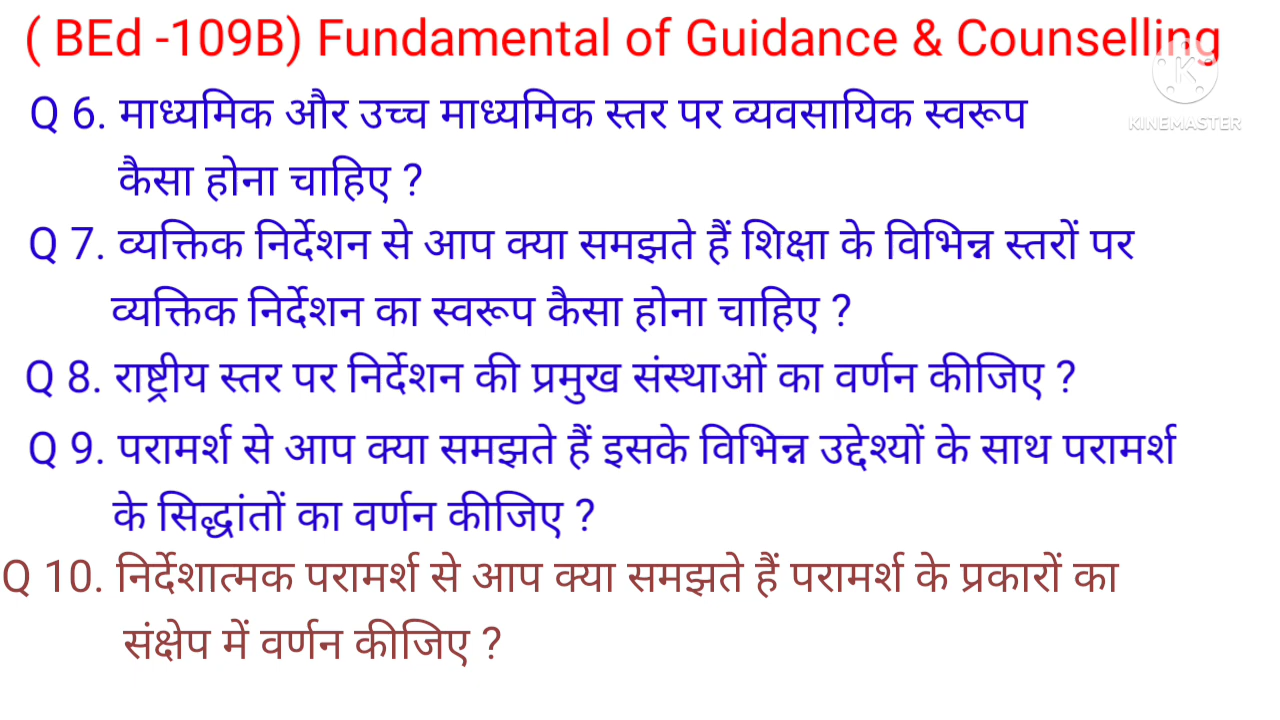 ( BEd -109B) Fundamental of Guidance & Counselling
KINEMASTER
Q 6. माध्यमिक और उच्च माध्यमिक स्तर पर व्यवसायिक स्वरूप
कैसा होना चाहिए ?
Q 7. व्यक्तिक निर्देशन से आप क्या समझते हैं शिक्षा के विभिन्न स्तरों पर
व्यक्तिक निर्देशन का स्वरूप कैसा होना चाहिए ?
Q 8. राष्ट्रीय स्तर पर निर्देशन की प्रमुख संस्थाओं का वर्णन कीजिए ?
Q 9. परामर्श से आप क्या समझते हैं इसके विभिन्न उद्देश्यों के साथ परामर्श
के सिद्धांतों का वर्णन कीजिए ?
Q 10. निर्देशात्मक परामर्श से आप क्या समझते हैं परामर्श के प्रकारों का
संक्षेप में वर्णन कीजिए ?